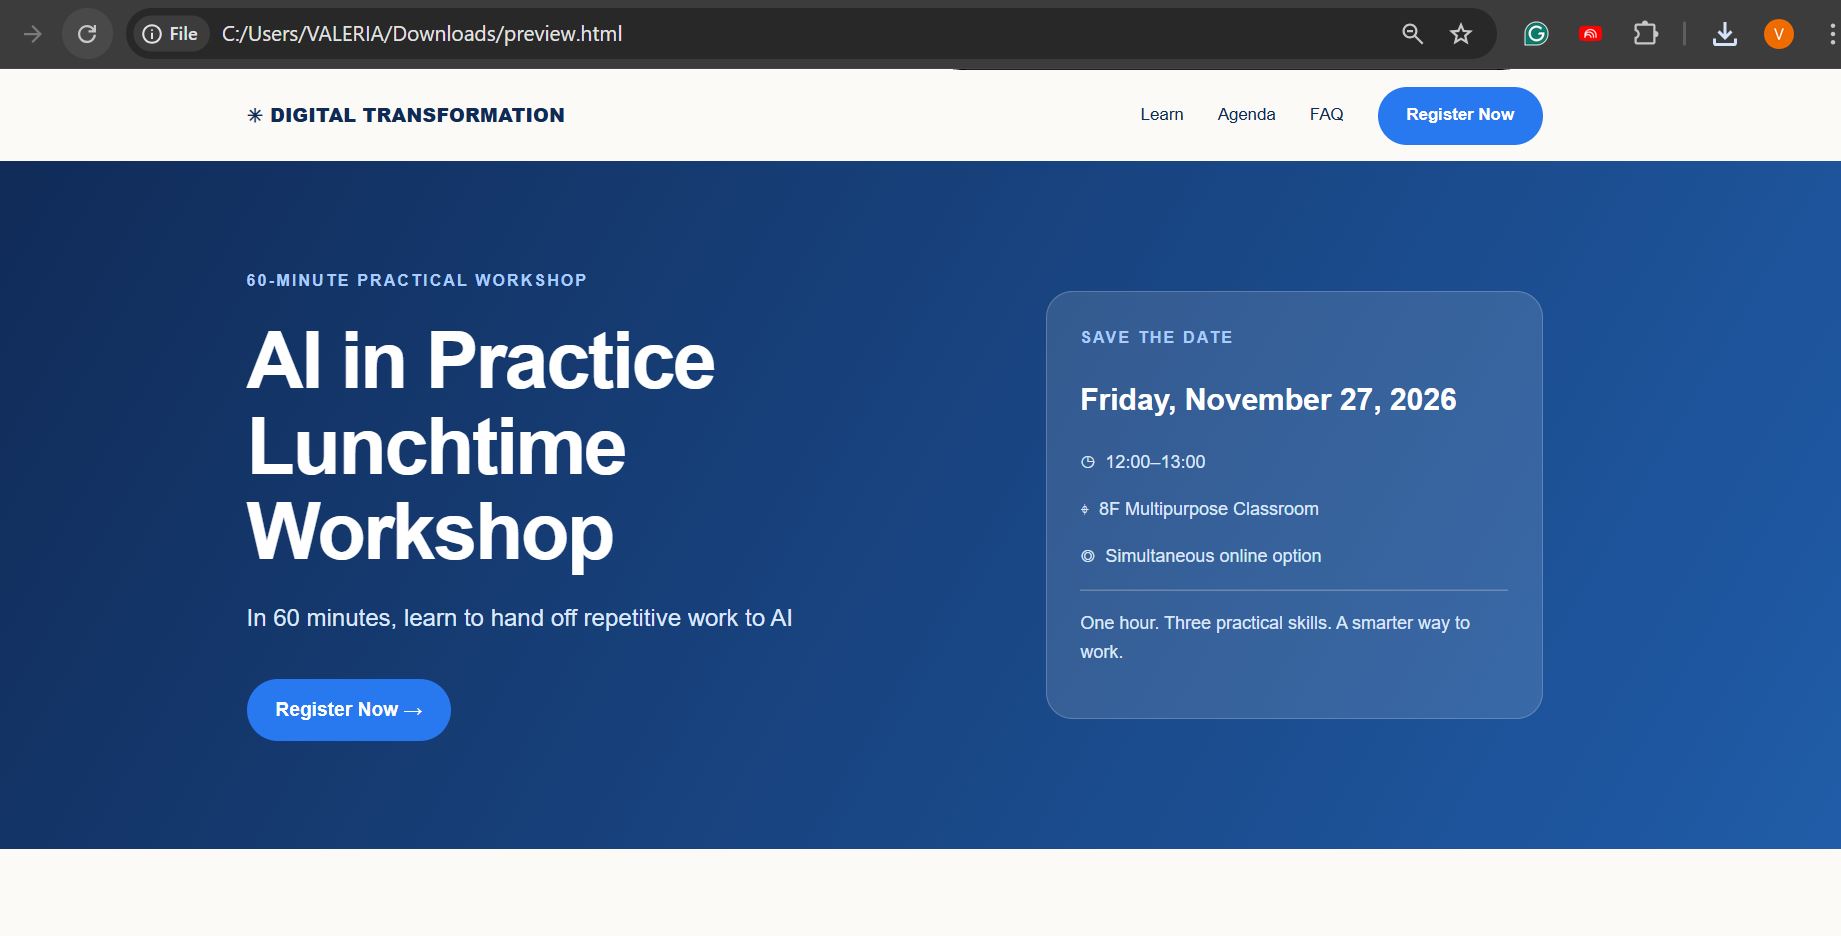 File C:/Users/VALERIA/Downloads/preview.html
V
✳ DIGITAL TRANSFORMATION
Learn Agenda FAQ Register Now
60-MINUTE PRACTICAL WORKSHOP
AI in Practice
Lunchtime
Workshop
In 60 minutes, learn to hand off repetitive work to AI
Register Now →
SAVE THE DATE
Friday, November 27, 2026
12:00–13:00
8F Multipurpose Classroom
Simultaneous online option
One hour. Three practical skills. A smarter way to
work.